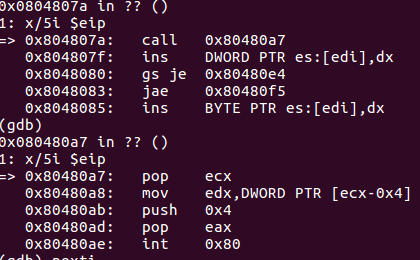 0x0804807a in ?? ()
1: x/5i $eip
=> 0x804807a: call 0x80480a7
0x804807f: ins DWORD PTR es:[edi],dx
0x8048080: gs je 0x80480e4
0x8048083: jae 0x80480f5
0x8048085: ins BYTE PTR es:[edi],dx
(gdb)
0x080480a7 in ?? ()
1: x/5i $eip
=> 0x80480a7: pop ecx
0x80480a8: mov edx,DWORD PTR [ecx-0x4]
0x80480ab: push 0x4
0x80480ad: pop eax
0x80480ae: int 0x80
(gdb) nexti